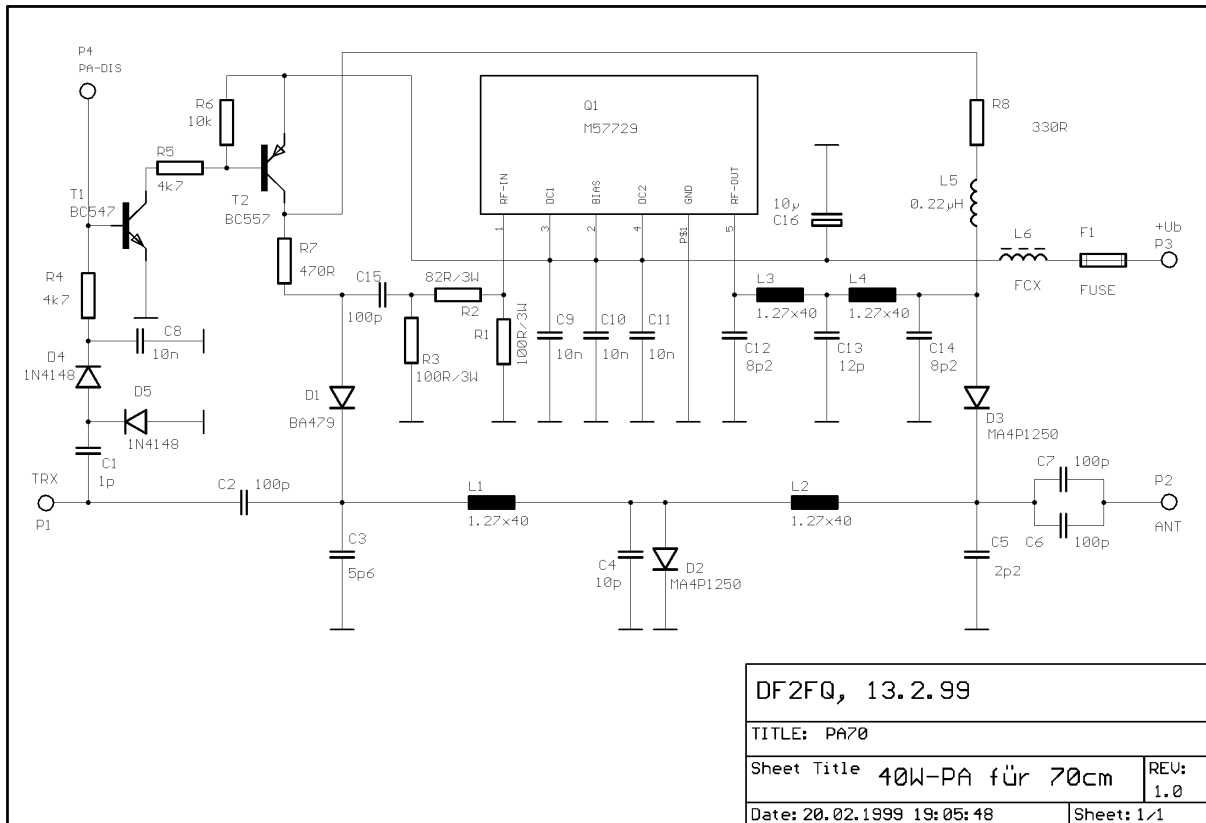 P4
PA-DIS
R6
10k
R5
4k7
T1
BC547
T2
BC557
Q1
M57729
RF-IN
DC1
BIAS
DC2
GND
RF-OUT
1
3
2
4
P$1
5
R8
330R
L5
0.22µH
10µ
C16
L6
FCX
F1
FUSE
+Ub
P3
R4
4k7
R7
470R
C15
100p
82R/3W
R2
R1
100R/3W
R3
100R/3W
C9
10n
C10
10n
C11
10n
L3
1.27x40
L4
1.27x40
C12
8p2
C13
12p
C14
8p2
C8
10n
D4
1N4148
D5
1N4148
D1
BA479
D3
MA4P1250
C1
1p
TRX
P1
C2
100p
L1
1.27x40
L2
1.27x40
C7
100p
C6
100p
P2
ANT
C3
5p6
C4
10p
D2
MA4P1250
C5
2p2
DF2FQ, 13.2.99
TITLE: PA70
Sheet Title 40W-PA für 70cm
REV:
1.0
Date: 20.02.1999 19:05:48
Sheet: 1/1